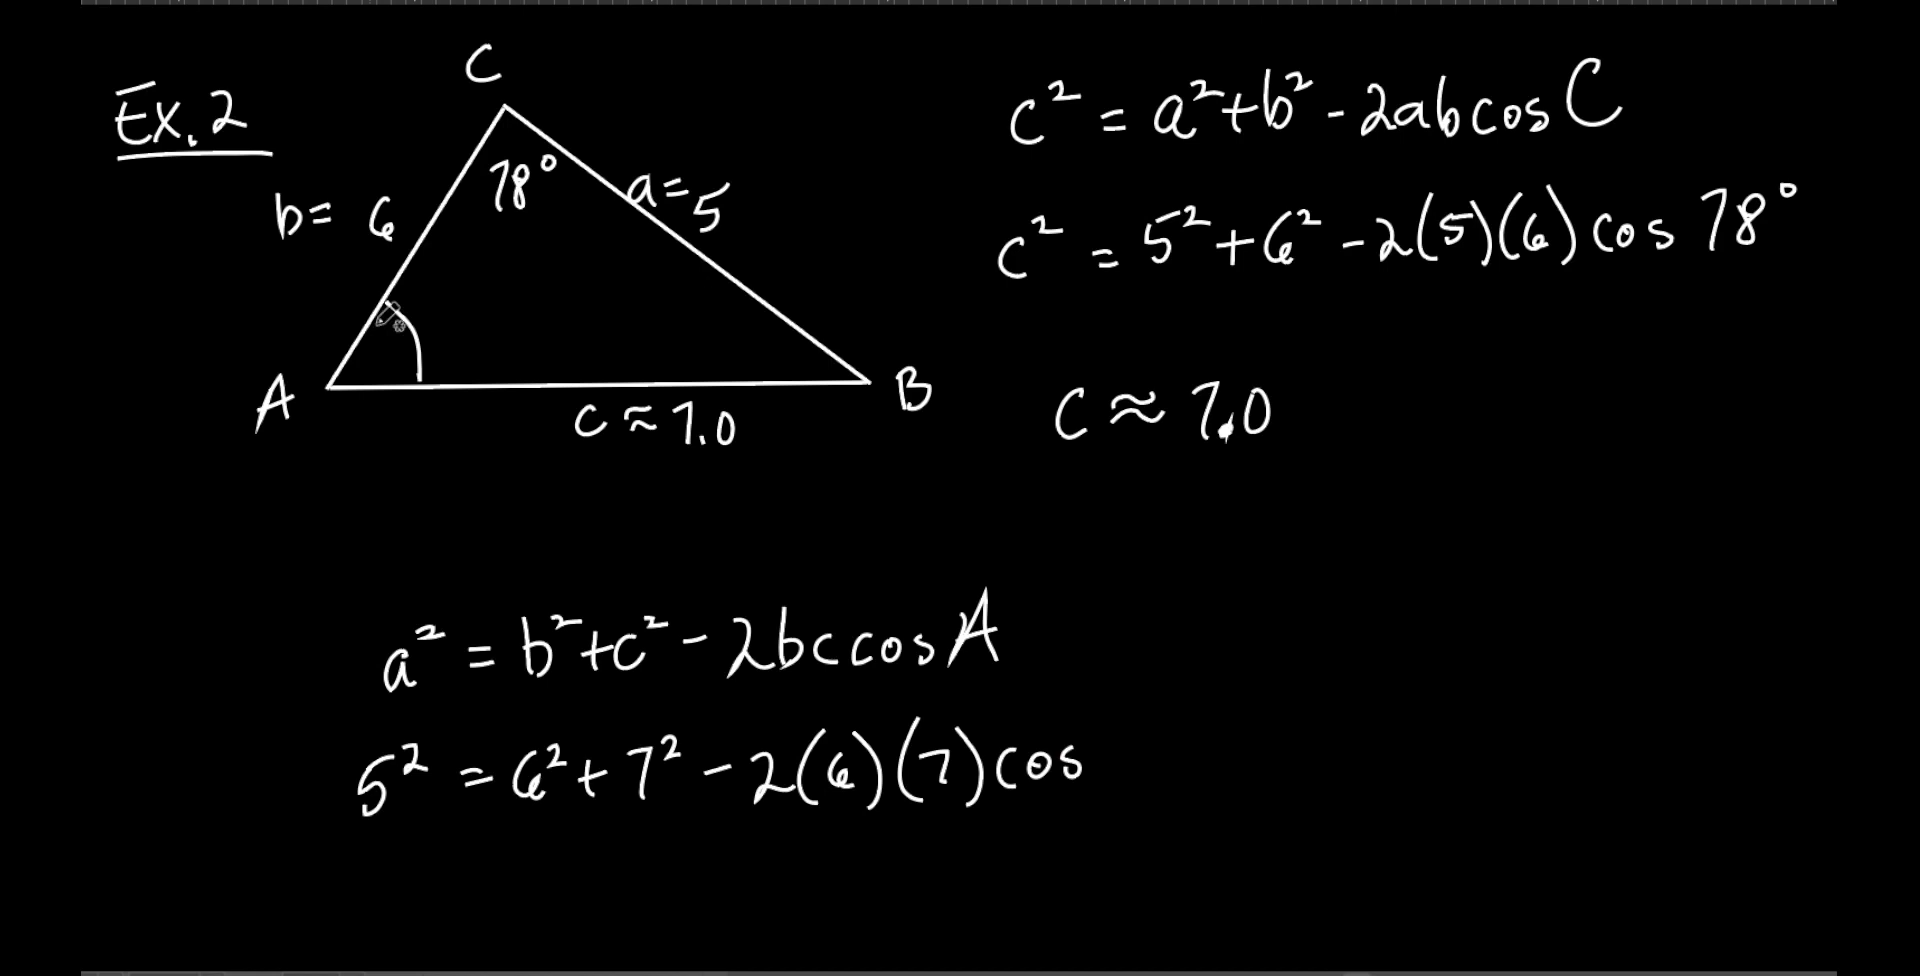 Ex. 2
C
78°
b = 6
a = 5
A
B
c ≈ 7.0
c² = a² + b² - 2ab cos C
c² = 5² + 6² - 2(5)(6) cos 78°
c ≈ 7.0
a² = b² + c² - 2bc cos A
5² = 6² + 7² - 2(6)(7) cos